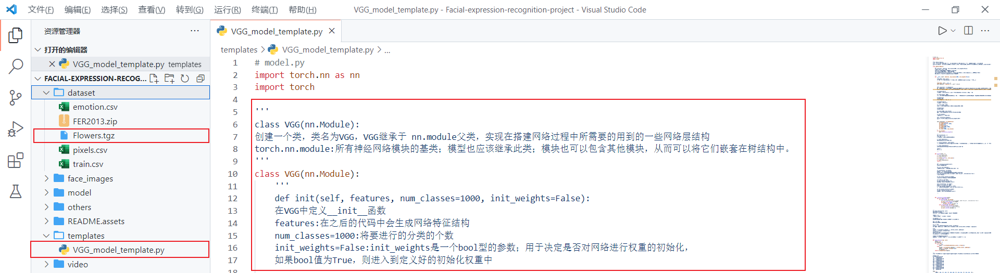 文件(F) 编辑(E) 选择(S) 查看(V) 转到(G) 运行(R) 终端(T) 帮助(H) VGG_model_template.py - Facial-expression-recognition-project - Visual Studio Code
资源管理器
打开的编辑器
VGG_model_template.py templates
FACIAL-EXPRESSION-RECOG...
dataset
emotion.csv
FER2013.zip
Flowers.tgz
pixels.csv
train.csv
face_images
model
others
README.assets
templates
VGG_model_template.py
video
VGG_model_template.py
templates > VGG_model_template.py > ...
1 # model.py
2 import torch.nn as nn
3 import torch
4
5 '''
6 class VGG(nn.Module):
7 创建一个类，类名为VGG，VGG继承于 nn.module父类，实现在搭建网络过程中所需要的用到的一些网络层结构
8 torch.nn.module:所有神经网络模块的基类；模型也应该继承此类；模块也可以包含其他模块，从而可以将它们嵌套在树结构中。
9 '''
10 class VGG(nn.Module):
11 '''
12 def init(self, features, num_classes=1000, init_weights=False):
13 在VGG中定义__init__函数
14 features:在之后的代码中会生成网络特征结构
15 num_classes=1000:将要进行的分类的个数
16 init_weights=False:init_weights是一个bool型的参数；用于决定是否对网络进行权重的初始化，
17 如果bool值为True，则进入到定义好的初始化权重中
18